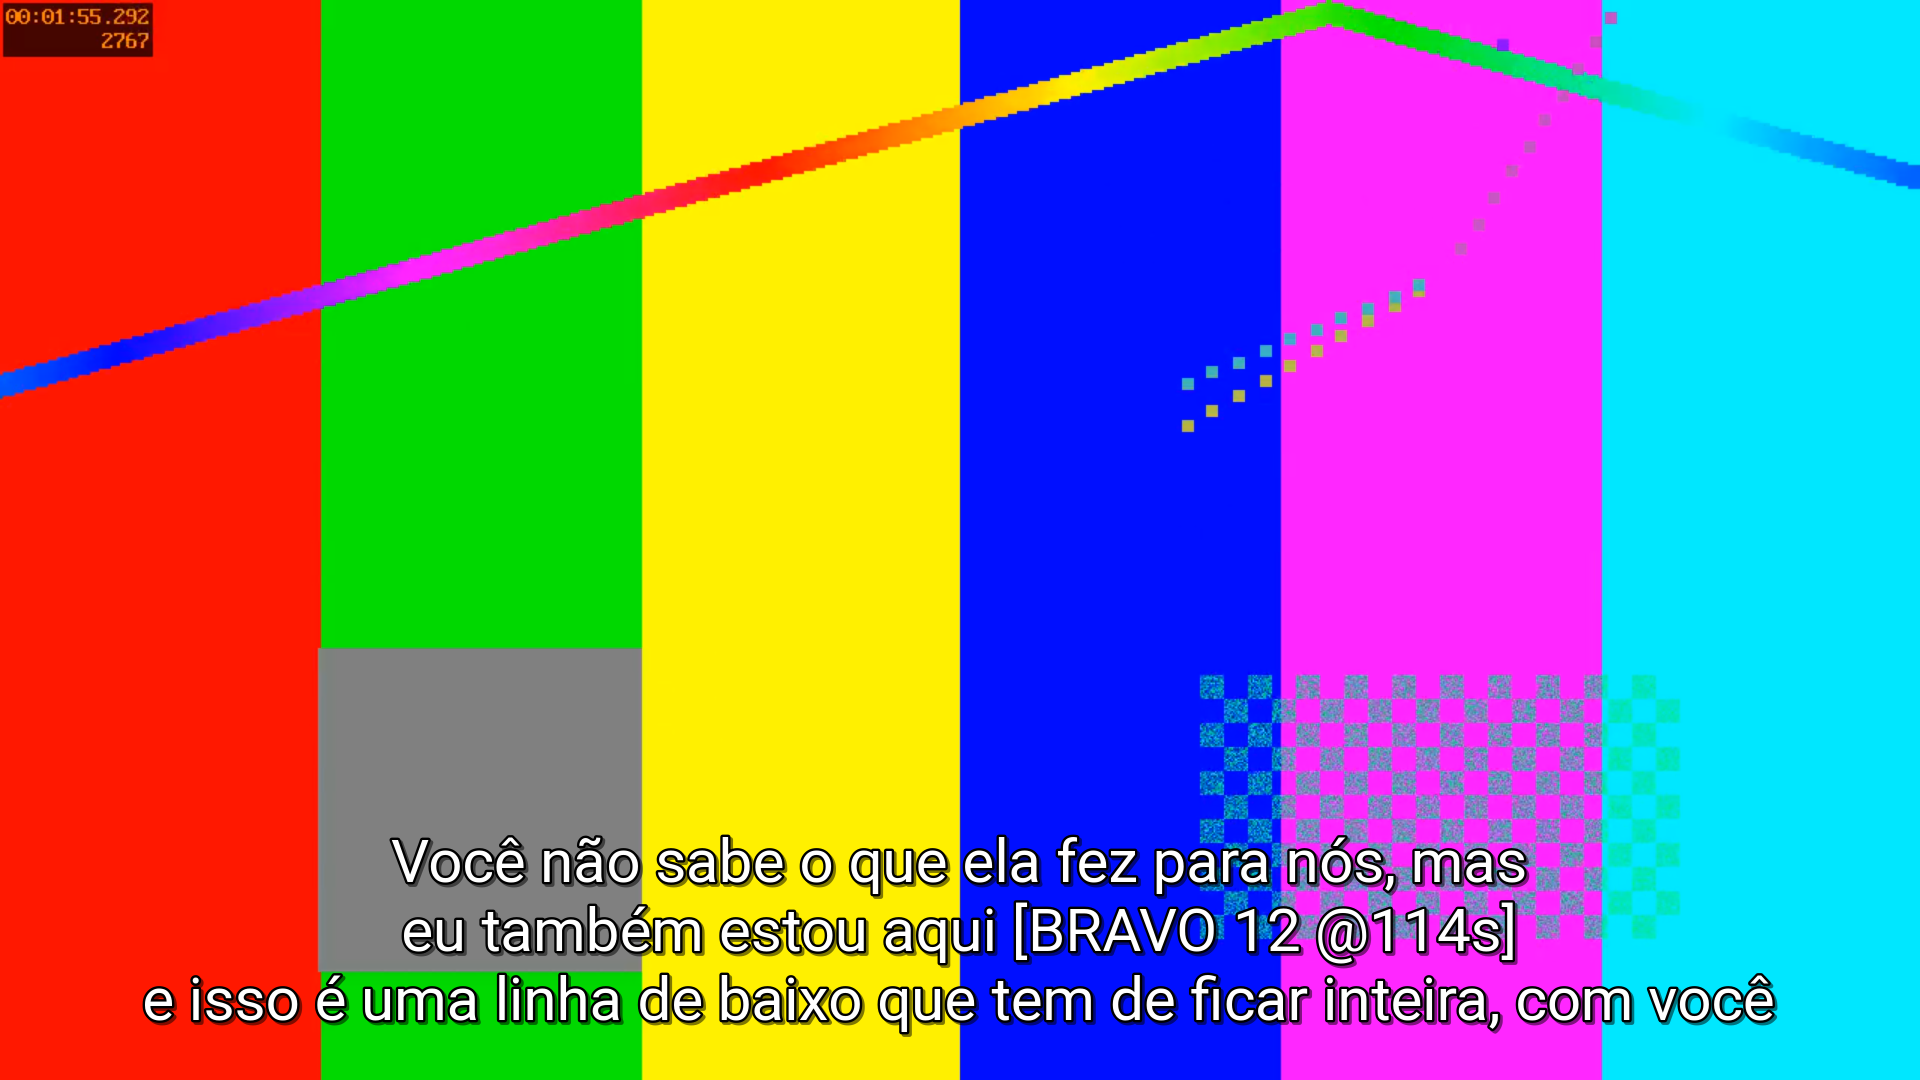 00:01:55.292
2767
Você não sabe o que ela fez para nós, mas
eu também estou aqui [BRAVO 12 @114s]
e isso é uma linha de baixo que tem de ficar inteira, com você